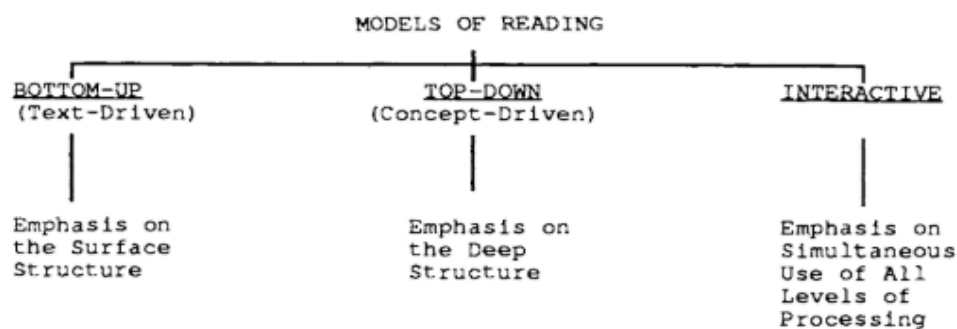 MODELS OF READING
BOTTOM-UP
(Text-Driven)
TOP-DOWN
(Concept-Driven)
INTERACTIVE
Emphasis on
the Surface
Structure
Emphasis on
the Deep
Structure
Emphasis on
Simultaneous
Use of All
Levels of
Processing